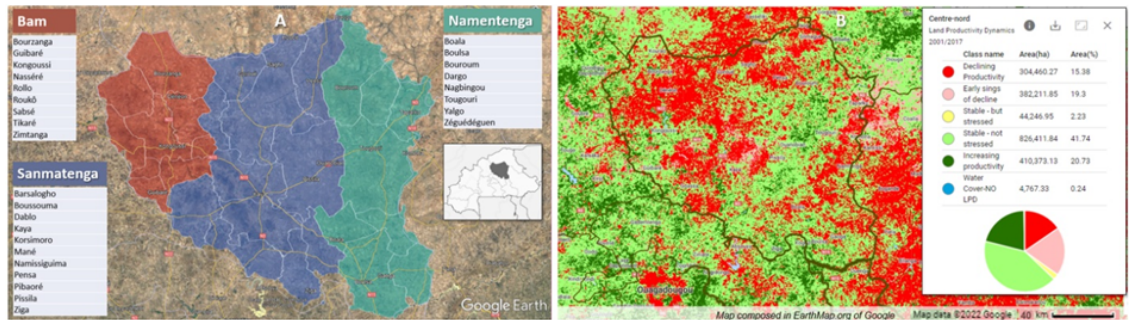 Bam
A
Namentenga
Bourzanga
Guibaré
Kongoussi
Nasséré
Rollo
Roukō
Sabsé
Tikaré
Zimtanga
Boala
Boulsa
Bouroum
Dargo
Nagbingou
Tougouri
Yalgo
Zéguédéguen
Sanmatenga
Barsalogho
Boussouma
Dablo
Kaya
Korsimoro
Mané
Namissiguima
Pensa
Pibaoré
Pissila
Ziga
Google Earth
B
Centre-nord
Land Productivity Dynamics
2001/2017
Class name Area(ha) Area(%)
Declining Productivity 304,460.27 15.38
Early sings of decline 382,211.85 19.3
Stable - but stressed 44,246.95 2.23
Stable - not stressed 826,411.84 41.74
Increasing productivity 410,373.13 20.73
Water Cover-NO LPD 4,767.33 0.24
Ouagadougou
Map composed in EarthMap.org of Google
Map data ©2022 Google
40 km